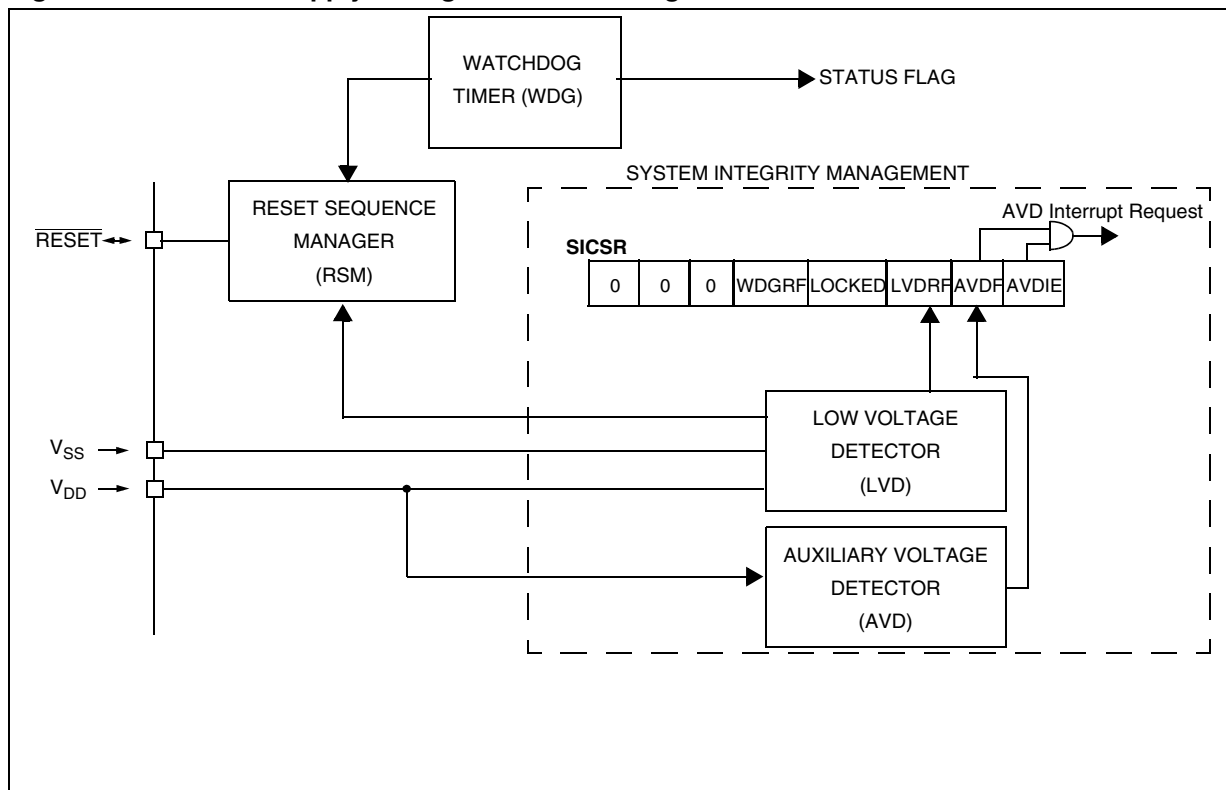 WATCHDOG
TIMER (WDG)
STATUS FLAG
SYSTEM INTEGRITY MANAGEMENT
RESET SEQUENCE
MANAGER
(RSM)
RESET
AVD Interrupt Request
SICSR
0 0 0 WDGRF LOCKED LVDRF AVDF AVDIE
LOW VOLTAGE
DETECTOR
(LVD)
VSS
VDD
AUXILIARY VOLTAGE
DETECTOR
(AVD)